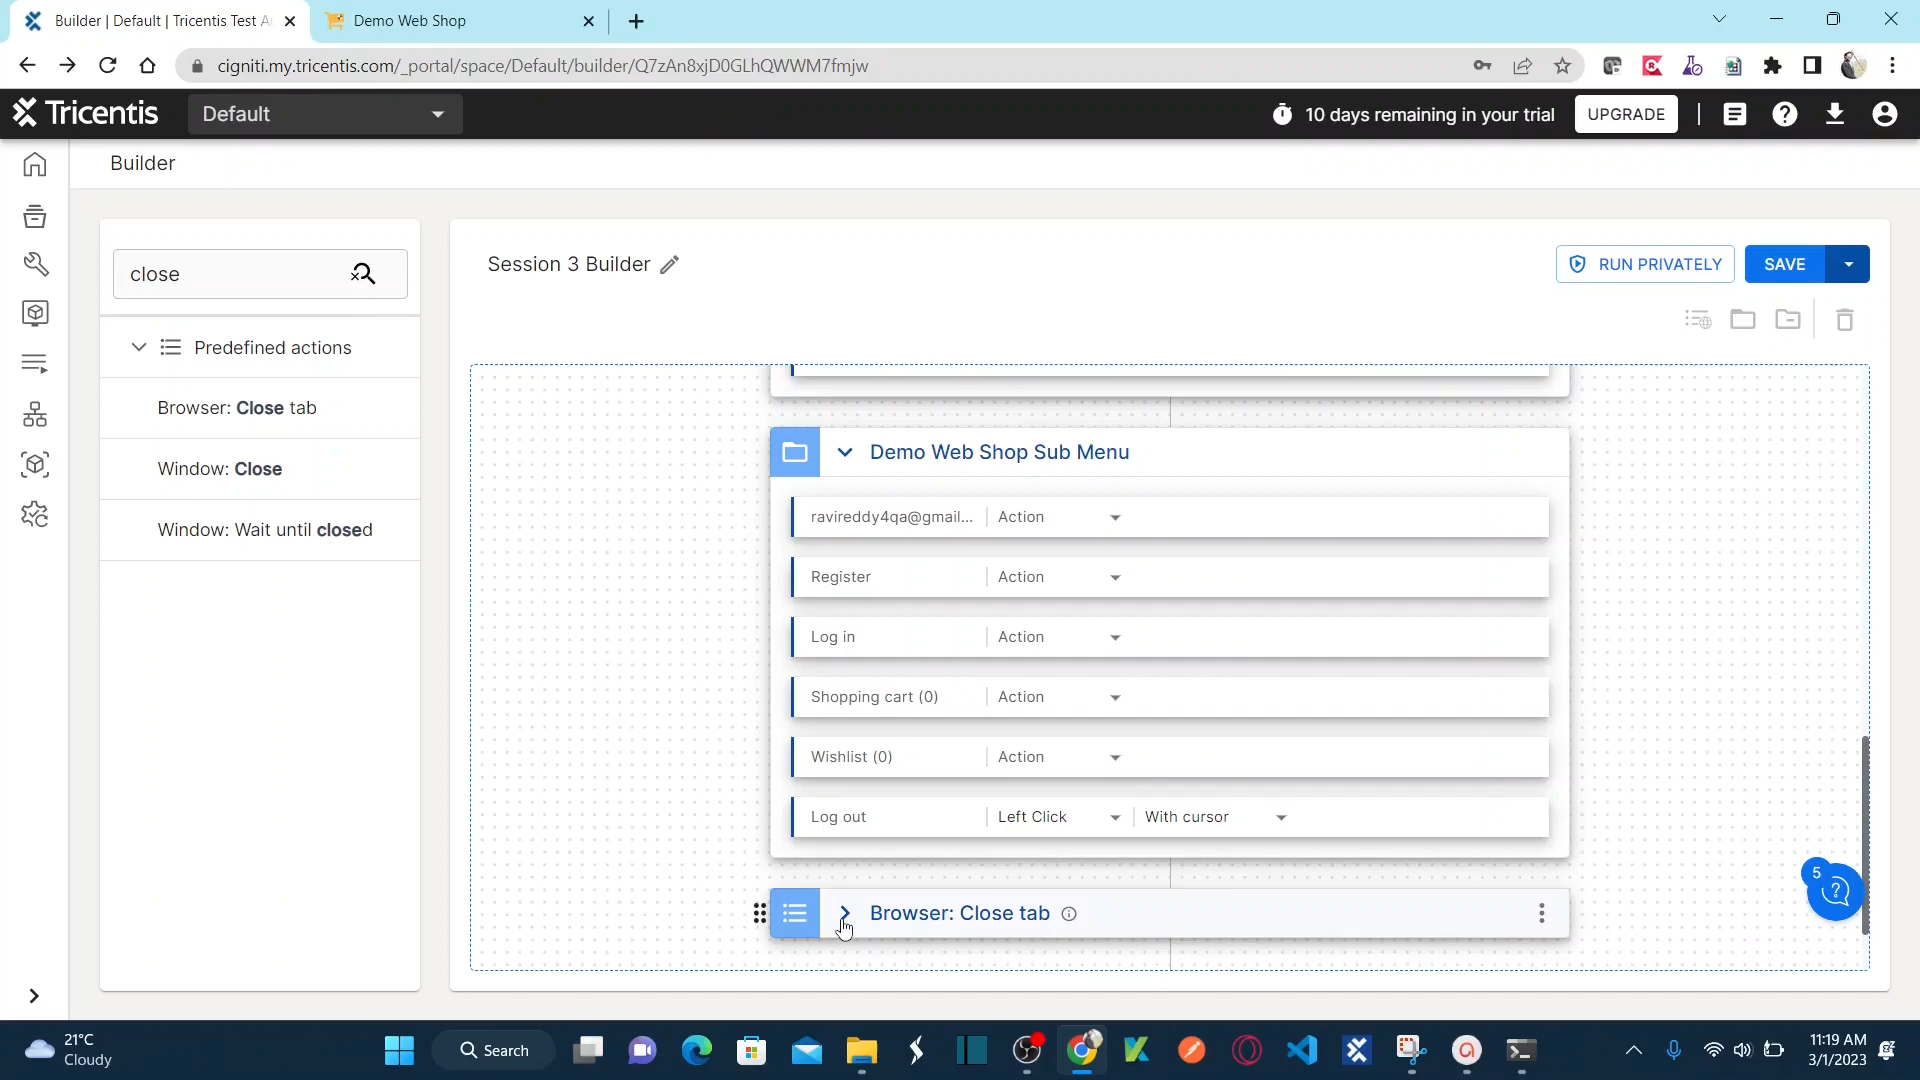 Builder | Default | Tricentis Test A
Demo Web Shop
cigniti.my.tricentis.com/_portal/space/Default/builder/Q7zAn8xjD0GLhQWWM7fmjw
Tricentis
Default
10 days remaining in your trial
UPGRADE
Builder
close
Session 3 Builder
RUN PRIVATELY
SAVE
Predefined actions
Browser: Close tab
Window: Close
Window: Wait until closed
Demo Web Shop Sub Menu
ravireddy4qa@gmail...
Action
Register
Action
Log in
Action
Shopping cart (0)
Action
Wishlist (0)
Action
Log out
Left Click
With cursor
5
Browser: Close tab
21°C
Cloudy
Search
11:19 AM
3/1/2023